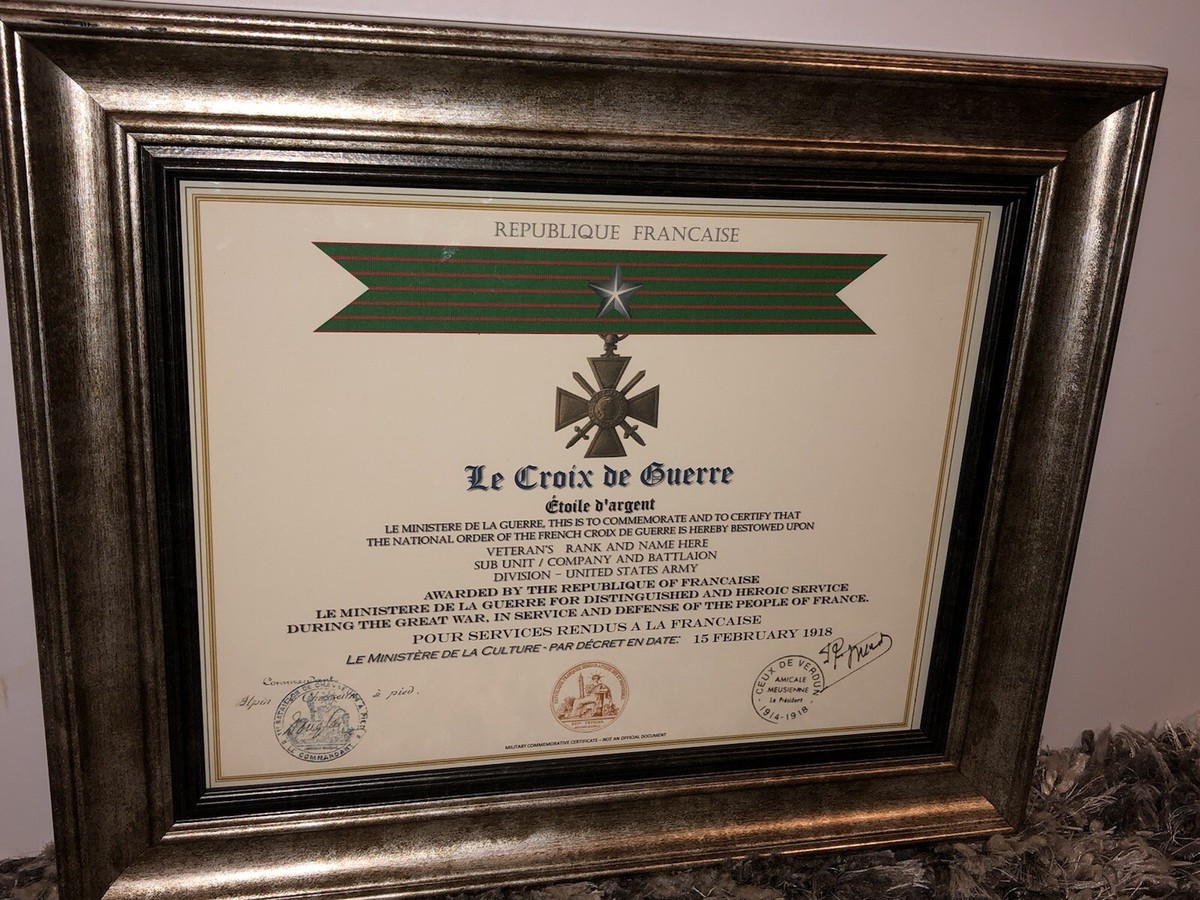 REPUBLIQUE FRANCAISE
Le Croix de Guerre
Étoile d'argent
LE MINISTERE DE LA GUERRE, THIS IS TO COMMEMORATE AND TO CERTIFY THAT
THE NATIONAL ORDER OF THE FRENCH CROIX DE GUERRE IS HEREBY BESTOWED UPON
VETERAN'S RANK AND NAME HERE
SUB UNIT / COMPANY AND BATTLAION
DIVISION – UNITED STATES ARMY
AWARDED BY THE REPUBLIQUE OF FRANCAISE
LE MINISTERE DE LA GUERRE FOR DISTINGUISHED AND HEROIC SERVICE
DURING THE GREAT WAR, IN SERVICE AND DEFENSE OF THE PEOPLE OF FRANCE.
POUR SERVICES RENDUS A LA FRANCAISE
LE MINISTÈRE DE LA CULTURE - PAR DÉCRET EN DATE: 15 FEBRUARY 1918
Commandant
à pied.
LE COMMANDANT
CEUX DE VERDUN
AMICALE
MEUSIENNE
Le Président
1914-1918
MILITARY COMMEMORATIVE CERTIFICATE – NOT AN OFFICIAL DOCUMENT